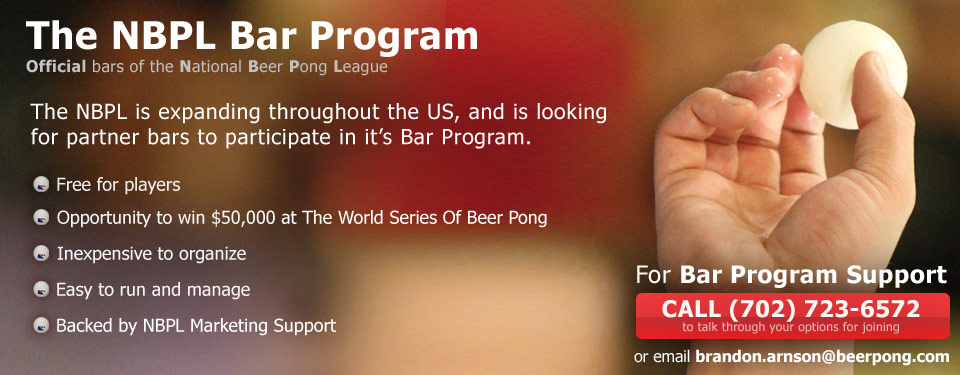 The NBPL Bar Program
Official bars of the National Beer Pong League
The NBPL is expanding throughout the US, and is looking
for partner bars to participate in it's Bar Program.
Free for players
Opportunity to win $50,000 at The World Series Of Beer Pong
Inexpensive to organize
Easy to run and manage
Backed by NBPL Marketing Support
For Bar Program Support
CALL (702) 723-6572
to talk through your options for joining
or email brandon.arnson@beerpong.com